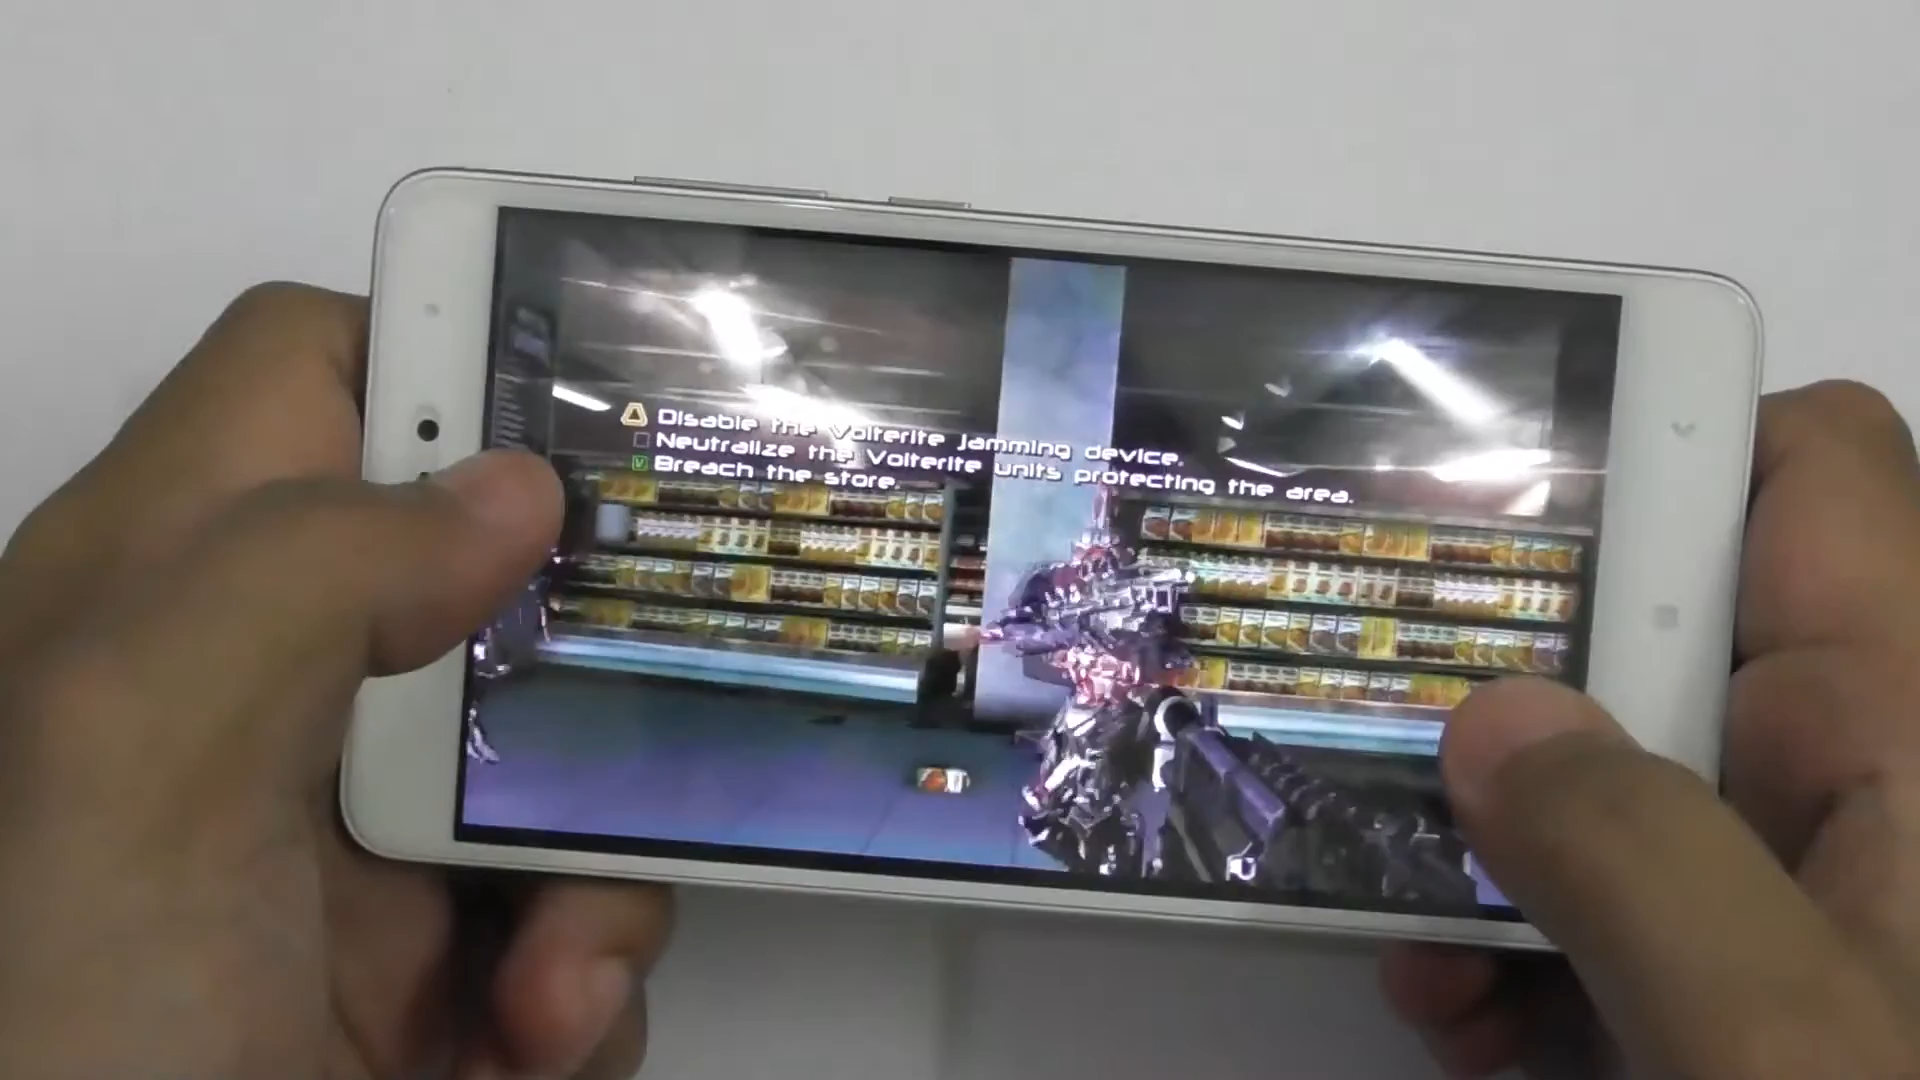 Disable the Volterite jamming device.
Neutralize the Volterite units protecting the area.
Breach the store.